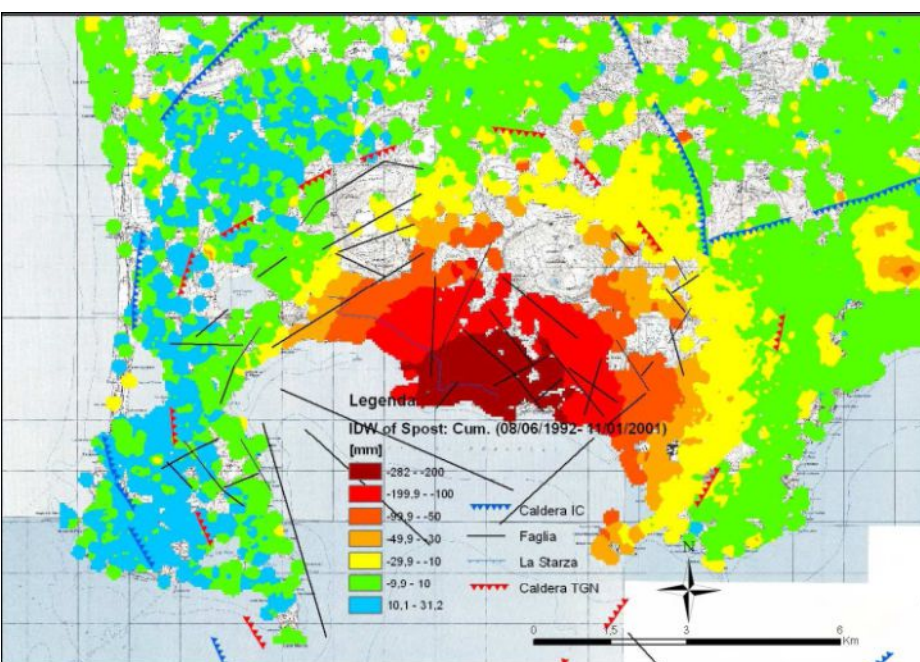 Legenda
IDW of Spost: Cum. (08/06/1992- 11/01/2001)
[mm]
-282 - -200
-199,9 - -100
-99,9 - -50
-49,9 - -30
-29,9 - -10
-9,9 - 10
10,1 - 31,2
Caldera IC
Faglia
La Starza
Caldera TGN
N
0 1,5 3 6
Km